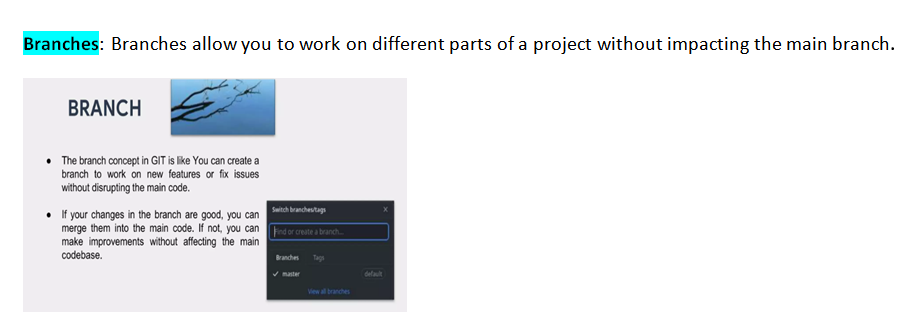 Branches: Branches allow you to work on different parts of a project without impacting the main branch.
BRANCH
• The branch concept in GIT is like You can create a
branch to work on new features or fix issues
without disrupting the main code.
• If your changes in the branch are good, you can
merge them into the main code. If not, you can
make improvements without affecting the main
codebase.
Switch branches/tags ×
Find or create a branch...
Branches Tags
✓ master default
View all branches